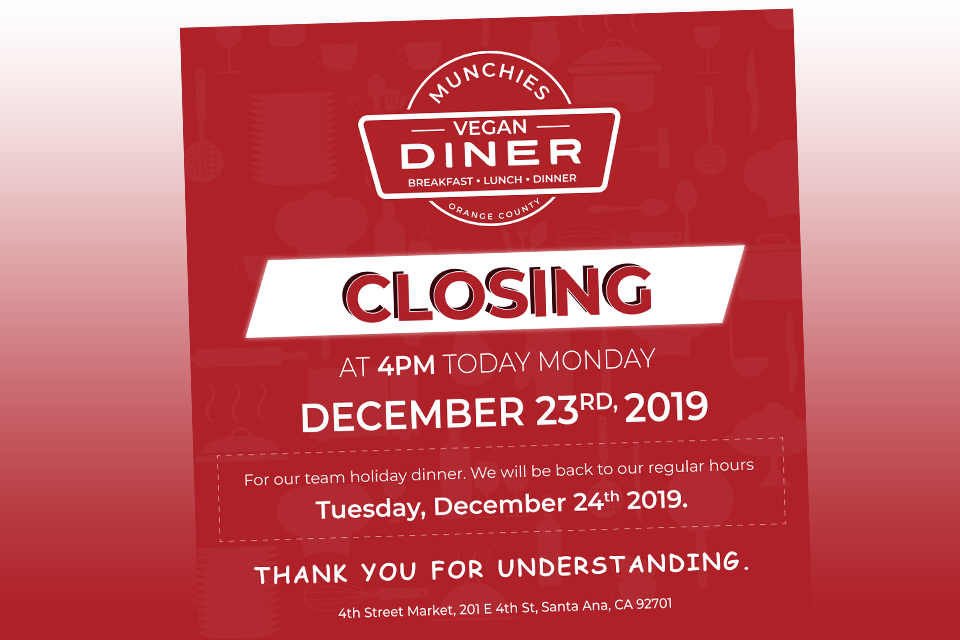 MUNCHIES
VEGAN
DINER
BREAKFAST • LUNCH • DINNER
ORANGE COUNTY
CLOSING
AT 4PM TODAY MONDAY
DECEMBER 23RD, 2019
For our team holiday dinner. We will be back to our regular hours
Tuesday, December 24th 2019.
THANK YOU FOR UNDERSTANDING.
4th Street Market, 201 E 4th St, Santa Ana, CA 92701